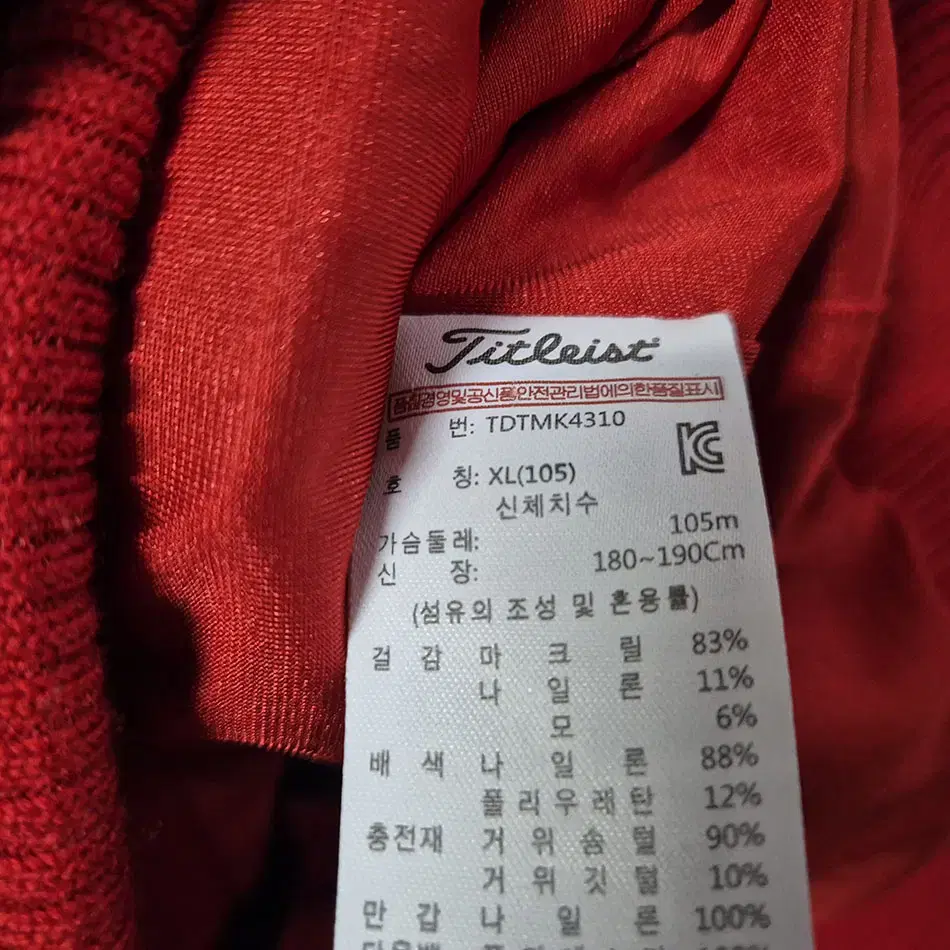 Titleist
품질경영및공산품안전관리법에의한품질표시
품 번: TDTMK4310
호 칭: XL(105)
신체치수
가슴둘레: 105m
신 장: 180~190Cm
(섬유의 조성 및 혼용률)
겉 감 아 크 릴 83%
나 일 론 11%
모 6%
배 색 나 일 론 88%
폴 리 우 레 탄 12%
충전재 거 위 솜 털 90%
거 위 깃 털 10%
안 감 나 일 론 100%